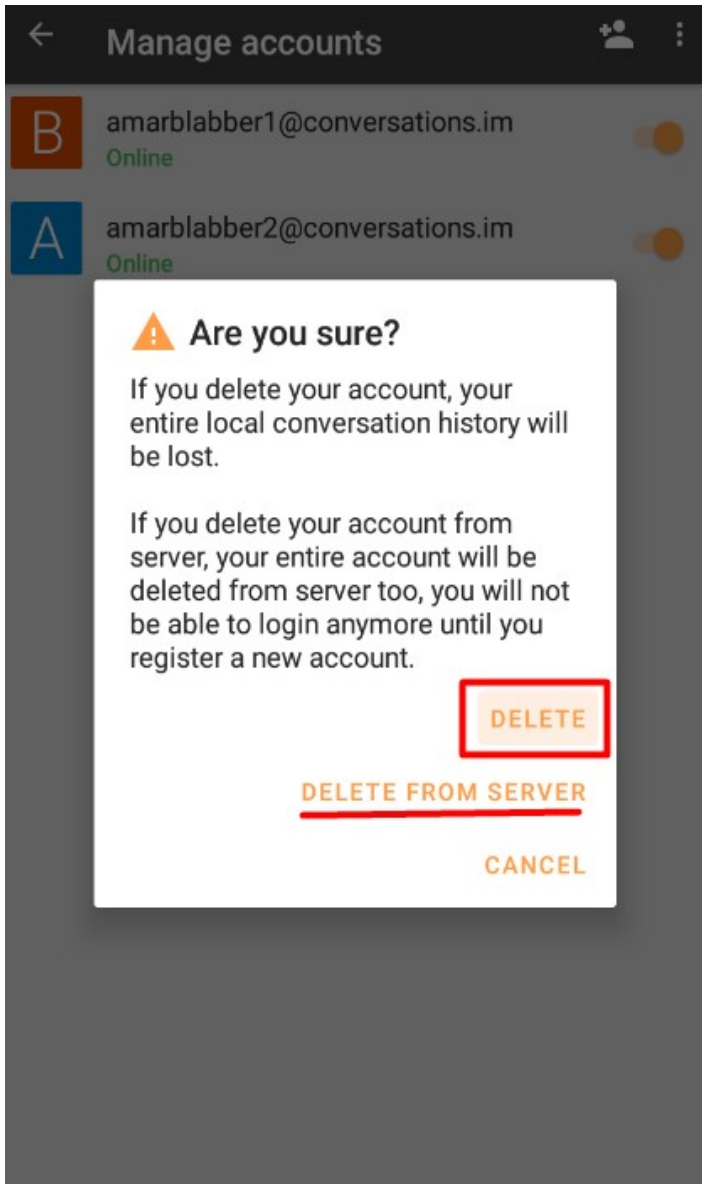 Manage accounts
B
amarblabber1@conversations.im
Online
A
amarblabber2@conversations.im
Online
Are you sure?
If you delete your account, your
entire local conversation history will
be lost.
If you delete your account from
server, your entire account will be
deleted from server too, you will not
be able to login anymore until you
register a new account.
DELETE
DELETE FROM SERVER
CANCEL